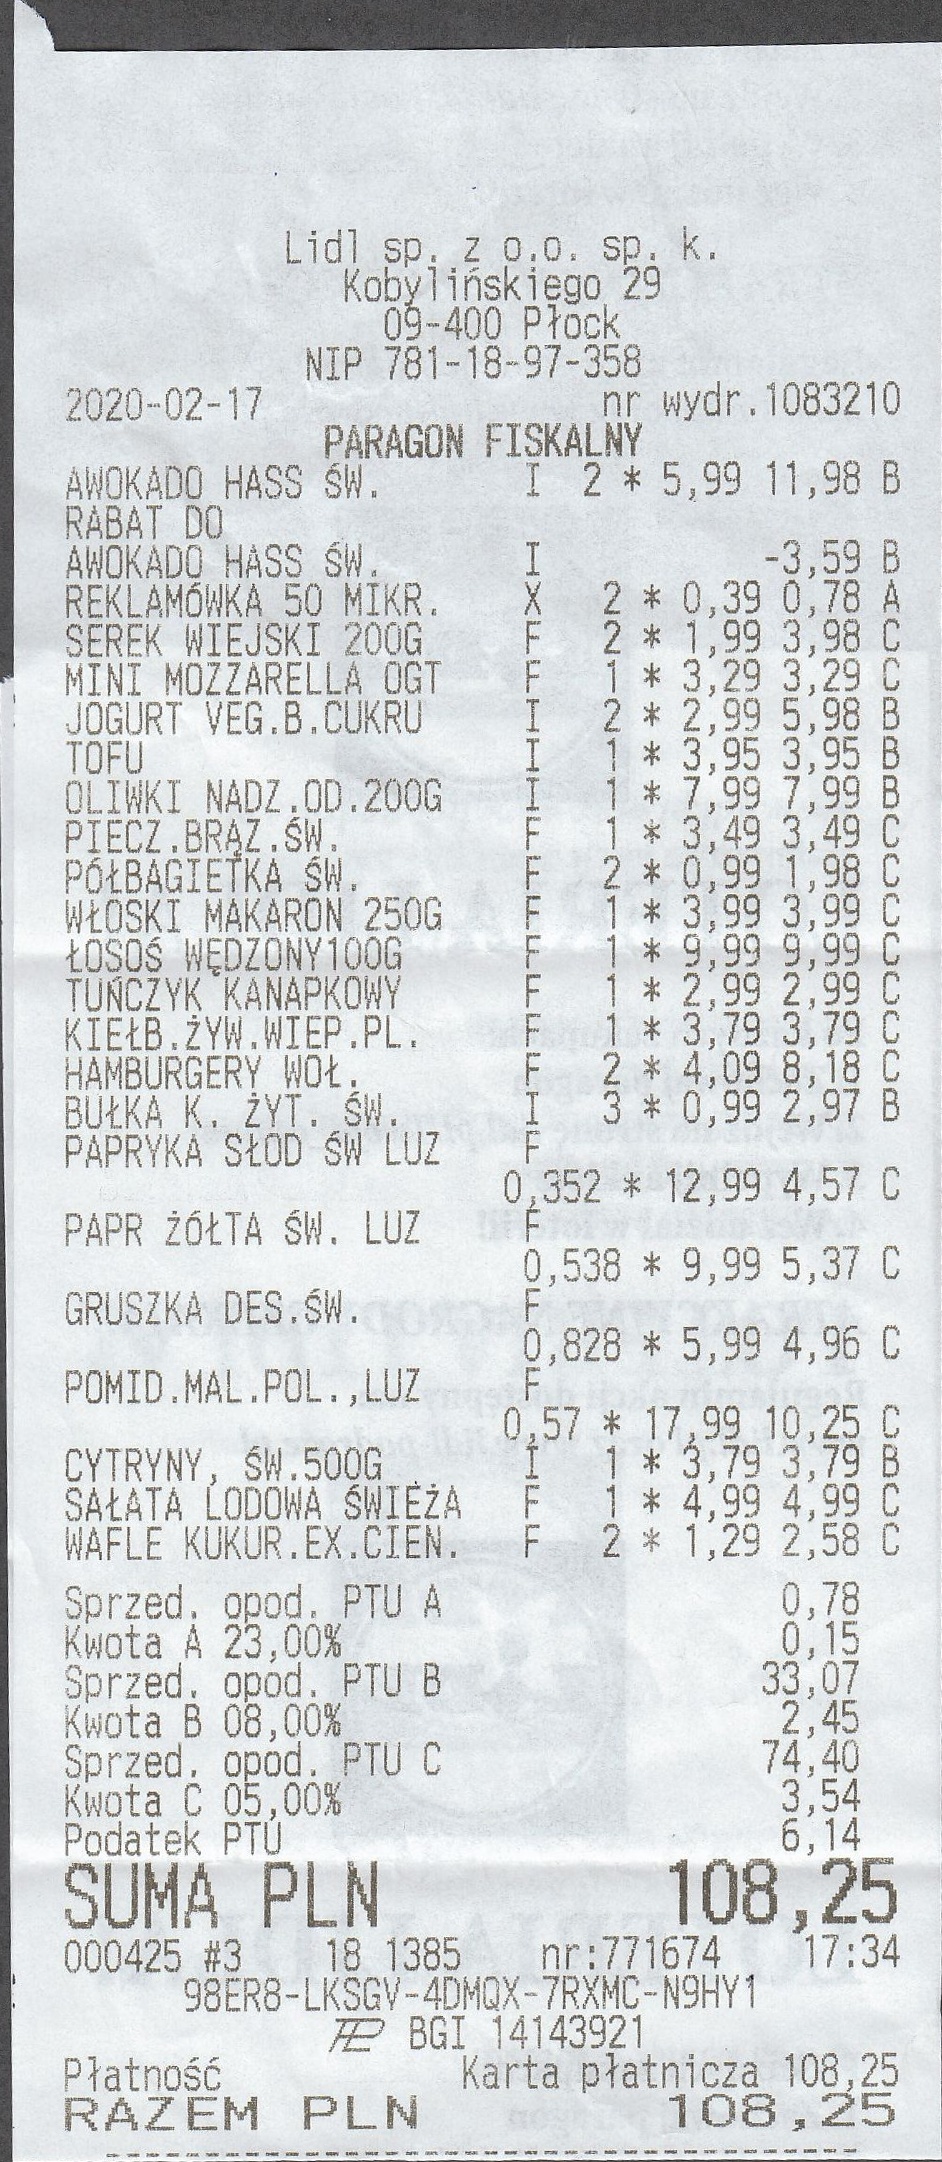 Lidl sp. z o.o. sp. k.
Kobylińskiego 29
09-400 Płock
NIP 781-18-97-358
2020-02-17 nr wydr.1083210
PARAGON FISKALNY
AWOKADO HASS ŚW. I 2 * 5,99 11,98 B
RABAT DO
AWOKADO HASS ŚW. I -3,59 B
REKLAMÓWKA 50 MIKR. X 2 * 0,39 0,78 A
SEREK WIEJSKI 200G F 2 * 1,99 3,98 C
MINI MOZZARELLA OGT F 1 * 3,29 3,29 C
JOGURT VEG.B.CUKRU I 2 * 2,99 5,98 B
TOFU I 1 * 3,95 3,95 B
OLIWKI NADZ.OD.200G I 1 * 7,99 7,99 B
PIECZ.BRĄZ.ŚW. F 1 * 3,49 3,49 C
PÓŁBAGIETKA ŚW. F 2 * 0,99 1,98 C
WŁOSKI MAKARON 250G F 1 * 3,99 3,99 C
ŁOSOŚ WĘDZONY100G F 1 * 9,99 9,99 C
TUŃCZYK KANAPKOWY F 1 * 2,99 2,99 C
KIEŁB.ŻYW.WIEP.PL. F 1 * 3,79 3,79 C
HAMBURGERY WOŁ. F 2 * 4,09 8,18 C
BUŁKA K. ŻYT. ŚW. I 3 * 0,99 2,97 B
PAPRYKA SŁOD ŚW LUZ F
0,352 * 12,99 4,57 C
PAPR ŻÓŁTA ŚW. LUZ F
0,538 * 9,99 5,37 C
GRUSZKA DES.ŚW. F
0,828 * 5,99 4,96 C
POMID.MAL.POL.,LUZ F
0,57 * 17,99 10,25 C
CYTRYNY, ŚW.500G I 1 * 3,79 3,79 B
SAŁATA LODOWA ŚWIEŻA F 1 * 4,99 4,99 C
WAFLE KUKUR.EX.CIEN. F 2 * 1,29 2,58 C
Sprzed. opod. PTU A 0,78
Kwota A 23,00% 0,15
Sprzed. opod. PTU B 33,07
Kwota B 08,00% 2,45
Sprzed. opod. PTU C 74,40
Kwota C 05,00% 3,54
Podatek PTU 6,14
SUMA PLN 108,25
000425 #3 18 1385 nr:771674 17:34
98ER8-LKSGV-4DMQX-7RXMC-N9HY1
BGI 14143921
Płatność Karta płatnicza 108,25
RAZEM PLN 108,25